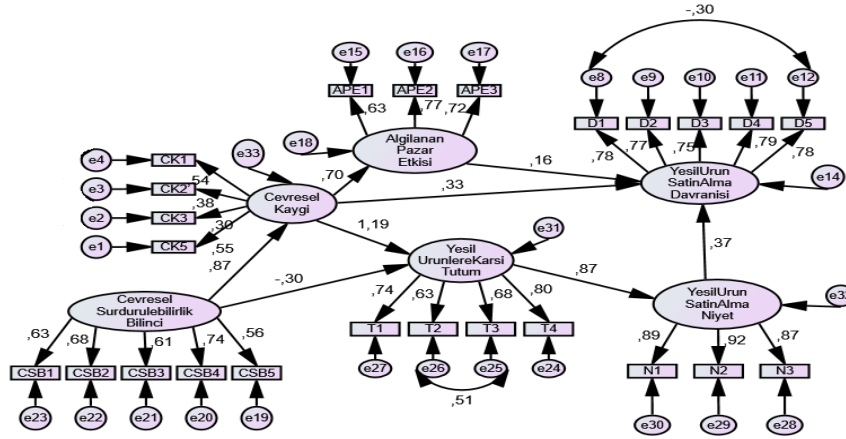 -,30
e15
e16
e17
e8
e9
e10
e11
e12
APE1
APE2
APE3
D1
D2
D3
D4
D5
,63
,77
,72
,78
,77
,75
,79
,78
e18
Algilanan
Pazar
Etkisi
,16
e4
CK1
e33
e3
CK2
,54
,70
YesilUrun
SatinAlma
Davranisi
e14
e2
CK3
,38
Cevresel
Kaygi
,33
e1
CK5
,30
,55
,87
1,19
e31
Yesil
UrunlereKarsi
Tutum
,37
-,30
,87
Cevresel
Surdurulebilirlik
Bilinci
YesilUrun
SatinAlma
Niyet
,63
,68
,61
,74
,56
,74
,63
,68
,80
T1
T2
T3
T4
,89
,92
,87
CSB1
CSB2
CSB3
CSB4
CSB5
N1
N2
N3
e27
e26
e25
e24
,51
e23
e22
e21
e20
e19
e30
e29
e28